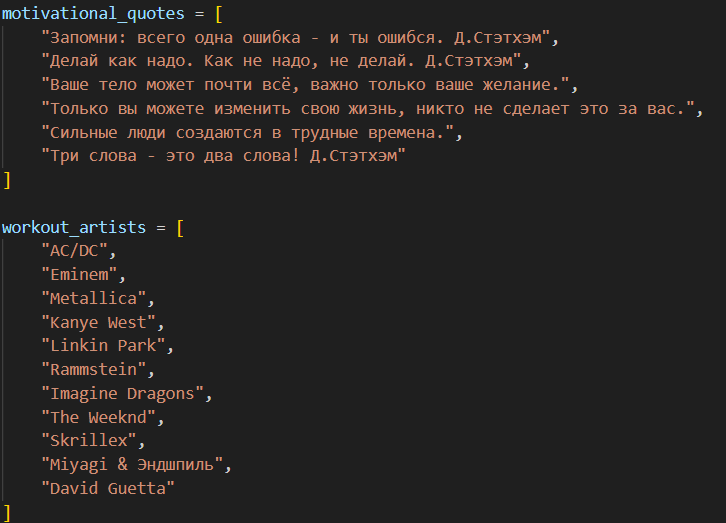 motivational_quotes = [
"Запомни: всего одна ошибка - и ты ошибся. Д.Стэтхэм",
"Делай как надо. Как не надо, не делай. Д.Стэтхэм",
"Ваше тело может почти всё, важно только ваше желание.",
"Только вы можете изменить свою жизнь, никто не сделает это за вас.",
"Сильные люди создаются в трудные времена.",
"Три слова - это два слова! Д.Стэтхэм"
]
workout_artists = [
"AC/DC",
"Eminem",
"Metallica",
"Kanye West",
"Linkin Park",
"Rammstein",
"Imagine Dragons",
"The Weeknd",
"Skrillex",
"Miyagi & Эндшпиль",
"David Guetta"
]